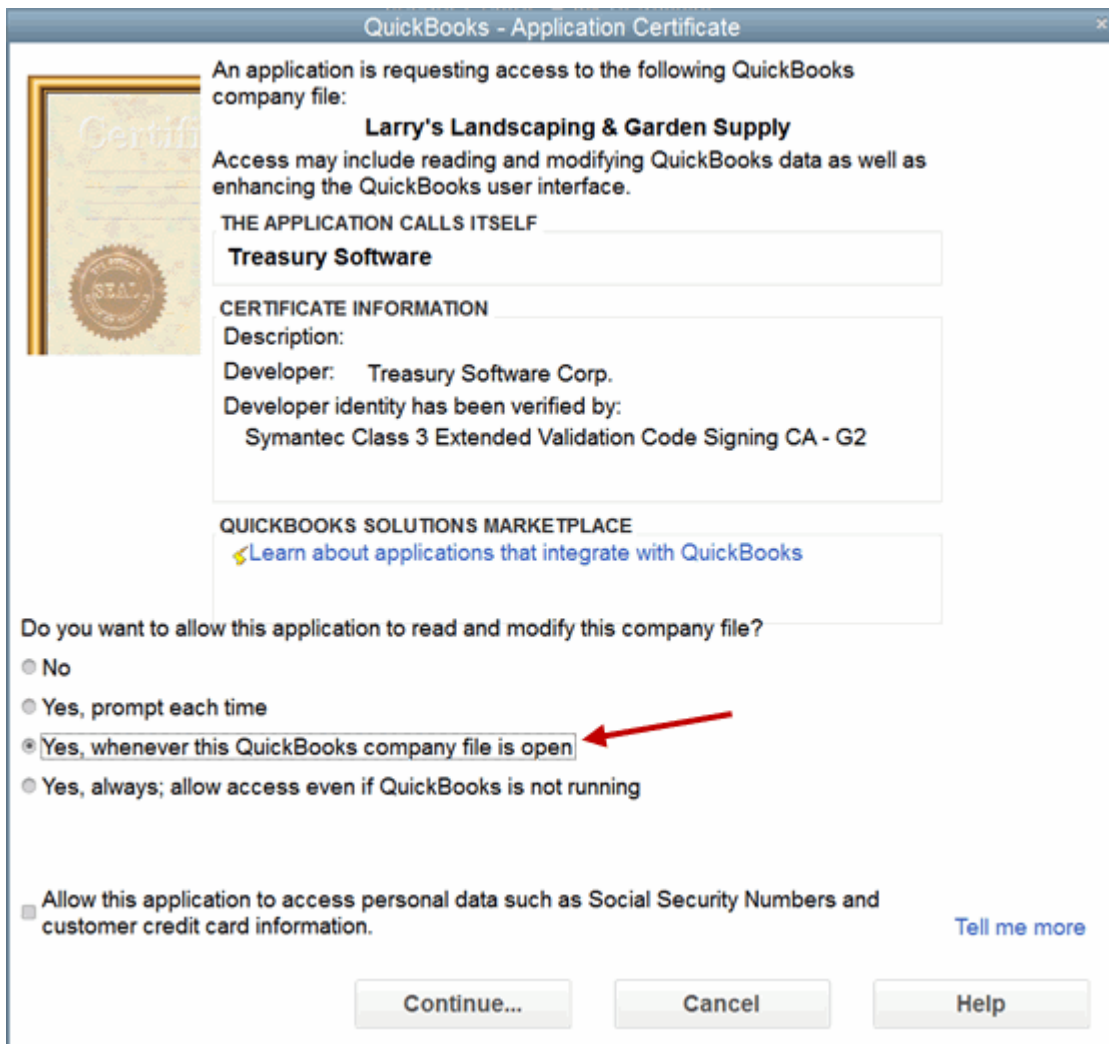 QuickBooks - Application Certificate
An application is requesting access to the following QuickBooks
company file:
Larry's Landscaping & Garden Supply
Access may include reading and modifying QuickBooks data as well as
enhancing the QuickBooks user interface.
THE APPLICATION CALLS ITSELF
Treasury Software
Certifi
SEAL
CERTIFICATE INFORMATION
Description:
Developer: Treasury Software Corp.
Developer identity has been verified by:
Symantec Class 3 Extended Validation Code Signing CA - G2
QUICKBOOKS SOLUTIONS MARKETPLACE
Learn about applications that integrate with QuickBooks
Do you want to allow this application to read and modify this company file?
No
Yes, prompt each time
Yes, whenever this QuickBooks company file is open
Yes, always; allow access even if QuickBooks is not running
Allow this application to access personal data such as Social Security Numbers and
customer credit card information.
Tell me more
Continue...
Cancel
Help